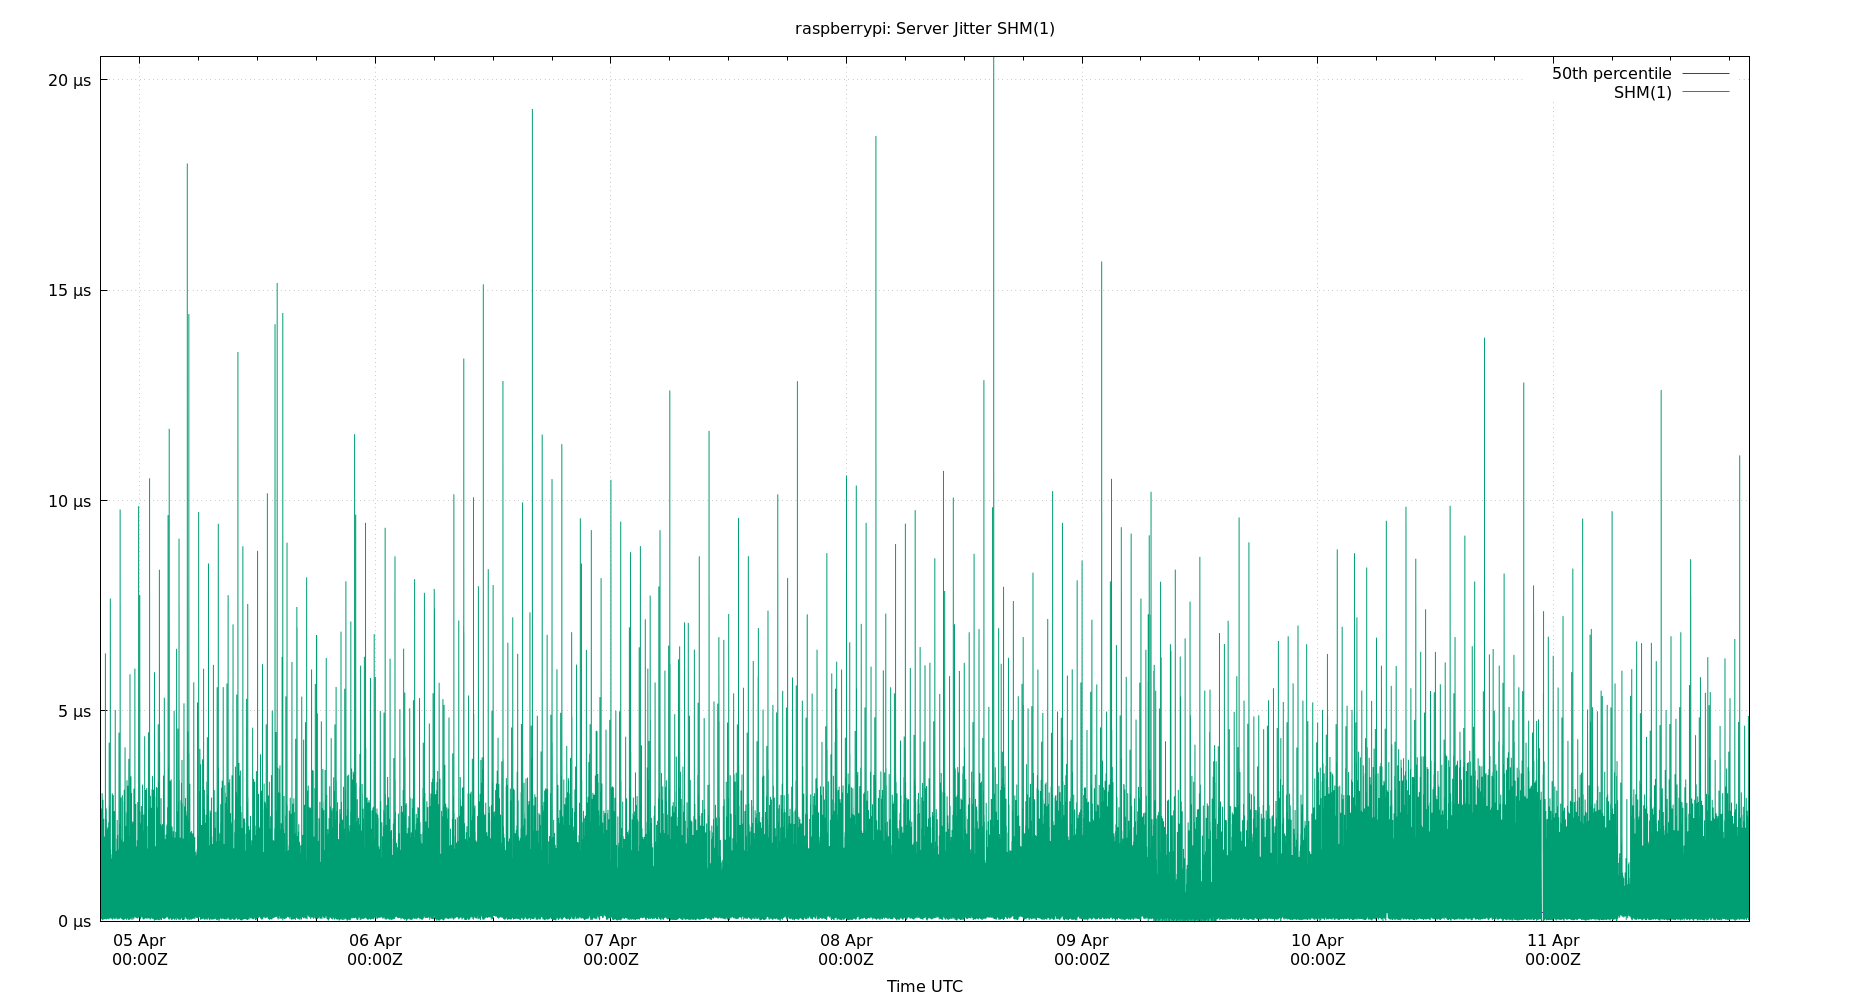 raspberrypi: Server Jitter SHM(1)
20 μs
50th percentile
SHM(1)
15 μs
10 μs
5 μs
0 μs
05 Apr 06 Apr 07 Apr 08 Apr 09 Apr 10 Apr 11 Apr
00:00Z 00:00Z 00:00Z 00:00Z 00:00Z 00:00Z 00:00Z
Time UTC